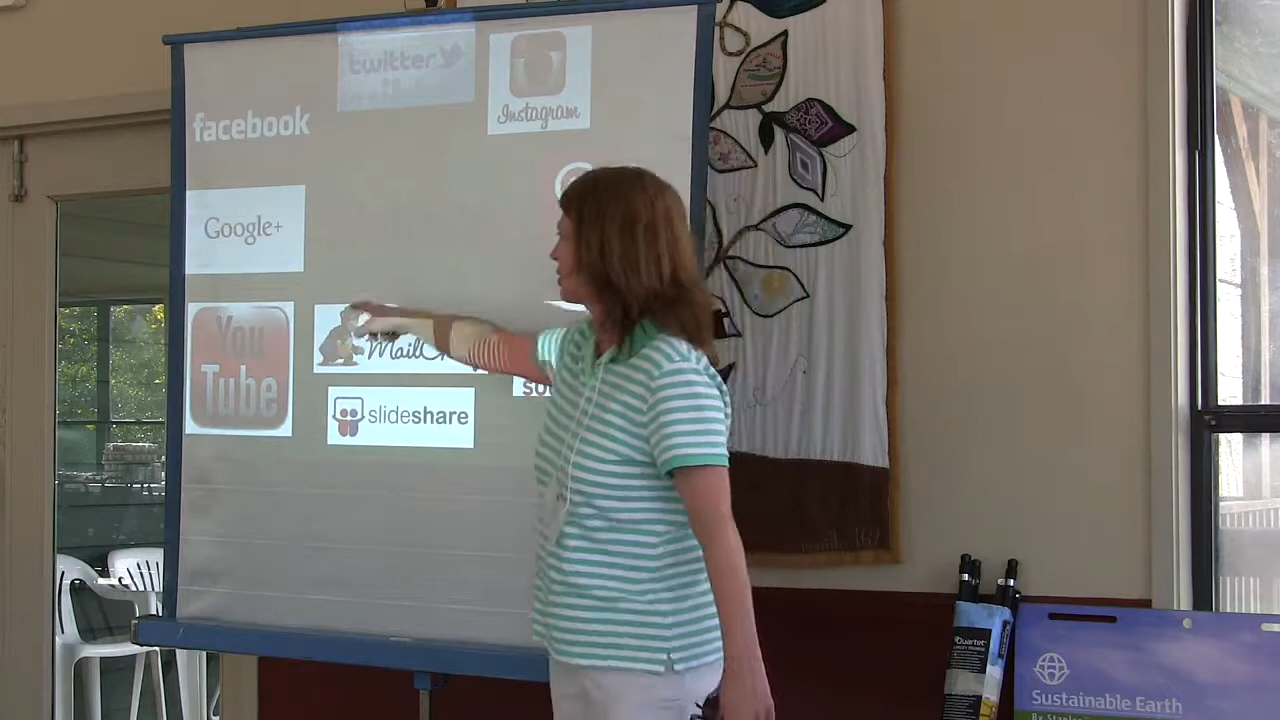 twitter
Instagram
facebook
Google+
You
Tube
slideshare
Quartet
Sustainable Earth